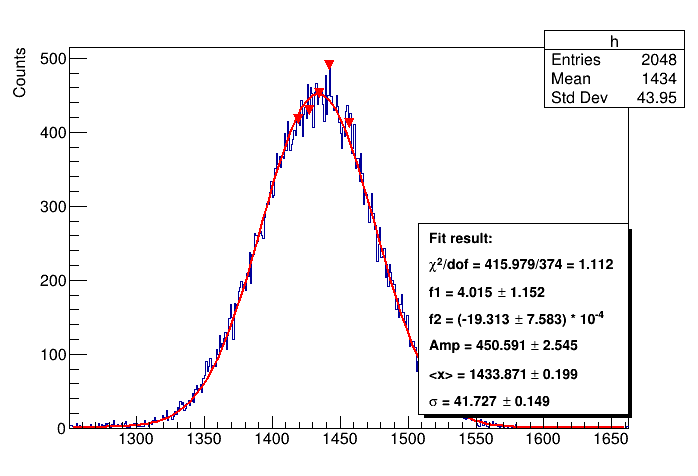 h
Entries 2048
Mean 1434
Std Dev 43.95
Counts
500
400
300
200
100
0
Fit result:
χ²/dof = 415.979/374 = 1.112
f1 = 4.015 ± 1.152
f2 = (-19.313 ± 7.583) * 10⁻⁴
Amp = 450.591 ± 2.545
<x> = 1433.871 ± 0.199
σ = 41.727 ± 0.149
1300 1350 1400 1450 1500 1550 1600 1650